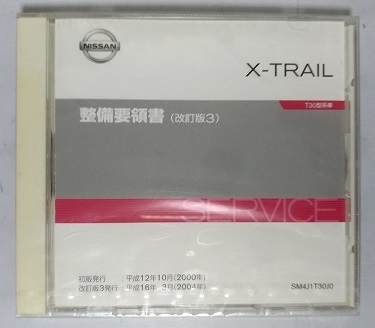 NISSAN
X-TRAIL
T30型系車
整備要領書（改訂版3）
SERVICE
初版発行 ：平成12年10月(2000年)
改訂版3発行 ：平成16年 3月(2004年)
SM4J1T30J0